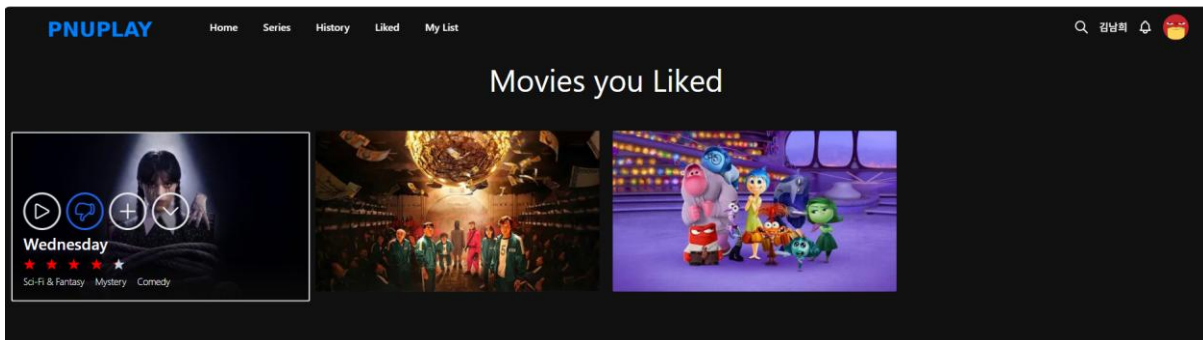 PNUPLAY Home Series History Liked My List 김남희
Movies you Liked
Wednesday
Sci-Fi & Fantasy Mystery Comedy